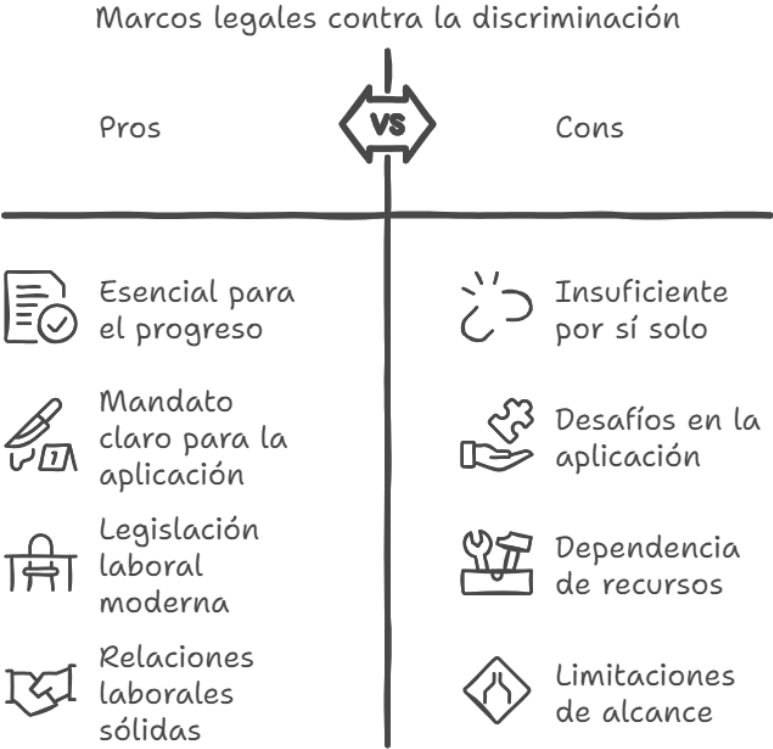 Marcos legales contra la discriminación
Pros
VS
Cons
Esencial para
el progreso
Mandato
claro para la
aplicación
1
Legislación
laboral
moderna
Relaciones
laborales
sólidas
Insuficiente
por sí solo
Desafíos en la
aplicación
Dependencia
de recursos
Limitaciones
de alcance